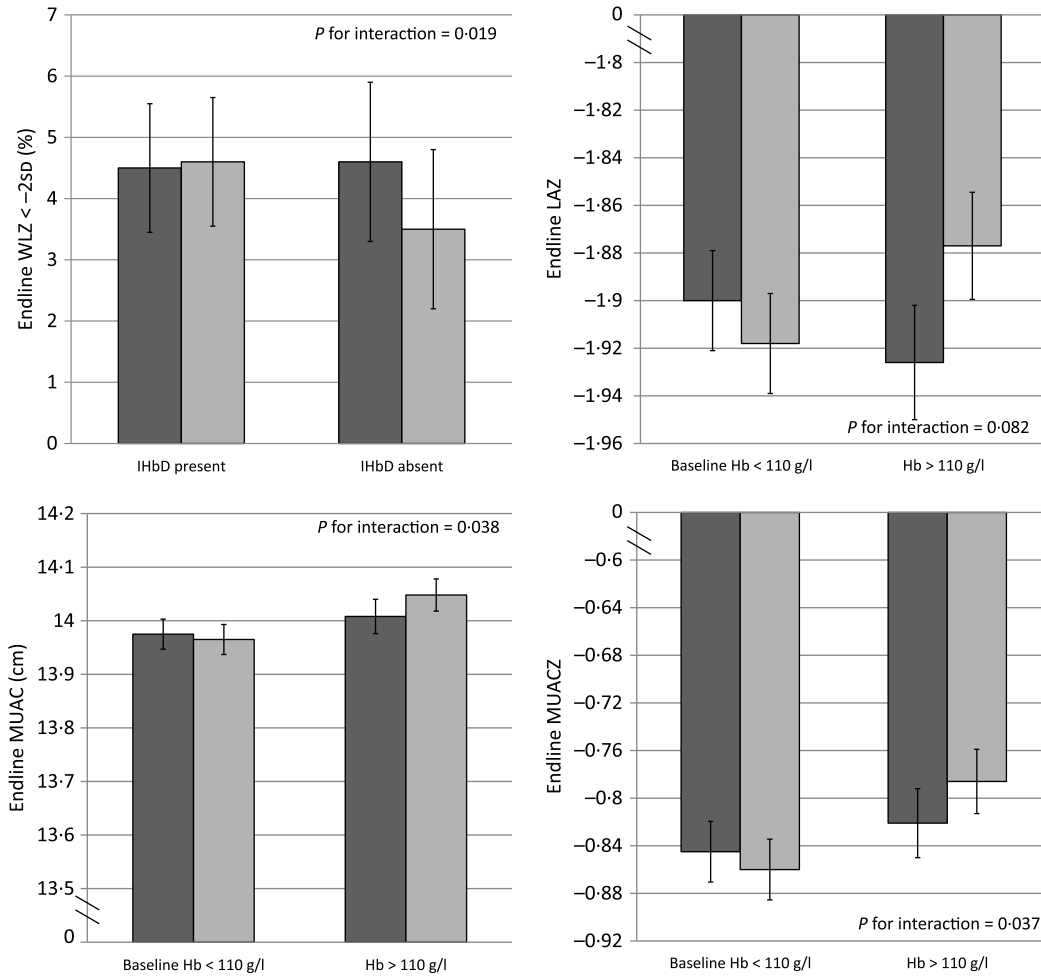 Endline WLZ < –2SD (%)
7
6
5
4
3
2
1
0
P for interaction = 0·019
IHbD present
IHbD absent
Endline LAZ
0
–1·8
–1·82
–1·84
–1·86
–1·88
–1·9
–1·92
–1·94
–1·96
P for interaction = 0·082
Baseline Hb < 110 g/l
Hb > 110 g/l
Endline MUAC (cm)
14·2
14·1
14
13·9
13·8
13·7
13·6
13·5
0
P for interaction = 0·038
Baseline Hb < 110 g/l
Hb > 110 g/l
Endline MUACZ
0
–0·6
–0·64
–0·68
–0·72
–0·76
–0·8
–0·84
–0·88
–0·92
P for interaction = 0·037
Baseline Hb < 110 g/l
Hb > 110 g/l